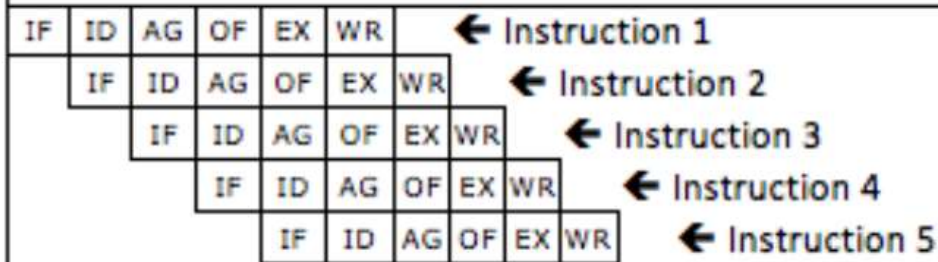 IF ID AG OF EX WR ← Instruction 1
IF ID AG OF EX WR ← Instruction 2
IF ID AG OF EX WR ← Instruction 3
IF ID AG OF EX WR ← Instruction 4
IF ID AG OF EX WR ← Instruction 5